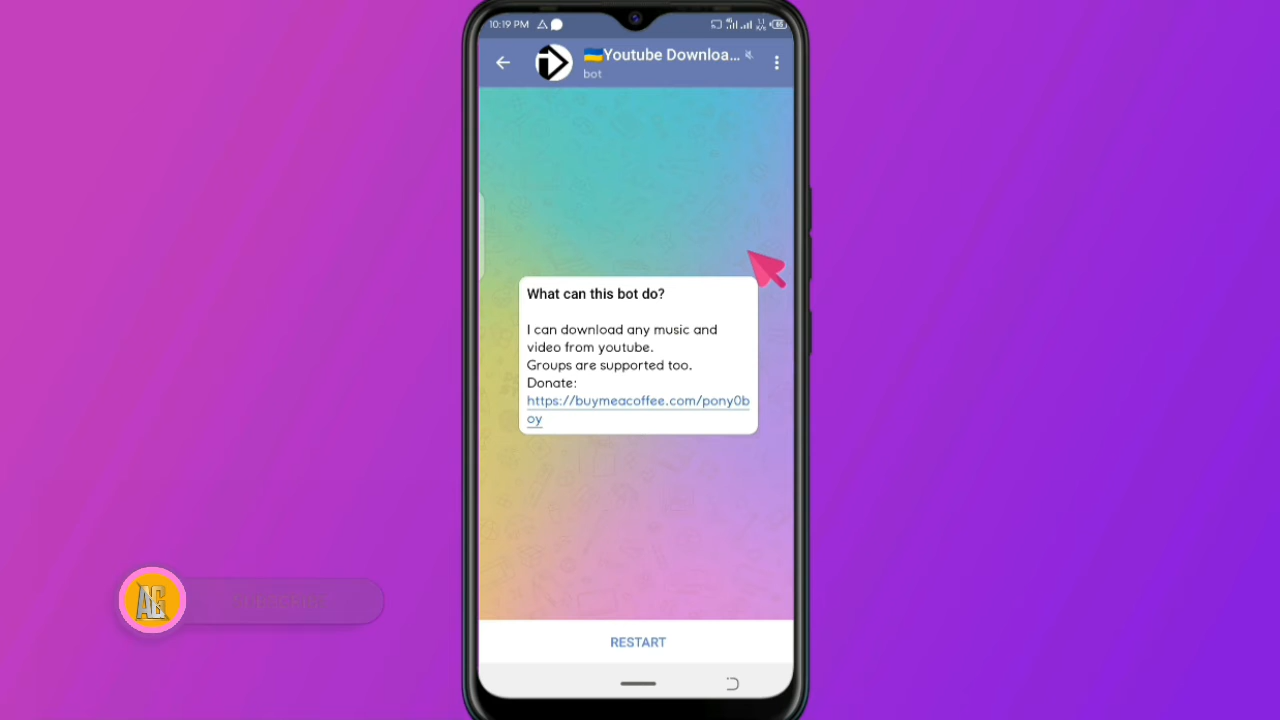 10:19 PM
Youtube Downloa...
bot
What can this bot do?
I can download any music and
video from youtube.
Groups are supported too.
Donate:
https://buymeacoffee.com/pony0b
oy
RESTART
AG